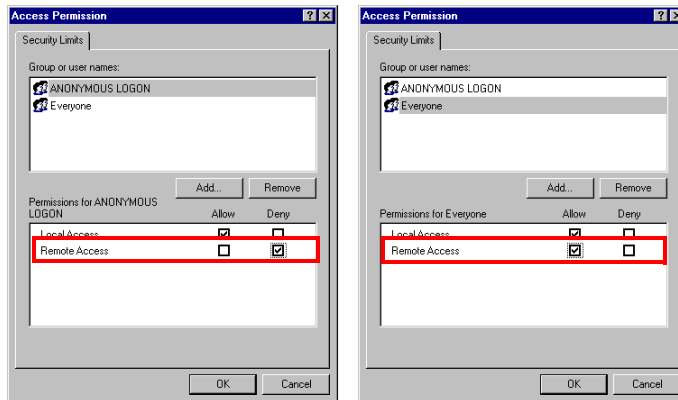 Access Permission
Security Limits
Group or user names:
ANONYMOUS LOGON
Everyone
Add... Remove
Permissions for ANONYMOUS
LOGON Allow Deny
Local Access
Remote Access
OK Cancel
Access Permission
Security Limits
Group or user names:
ANONYMOUS LOGON
Everyone
Add... Remove
Permissions for Everyone Allow Deny
Local Access
Remote Access
OK Cancel